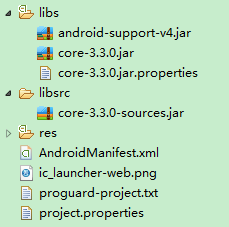 libs
android-support-v4.jar
core-3.3.0.jar
core-3.3.0.jar.properties
libsrc
core-3.3.0-sources.jar
res
AndroidManifest.xml
ic_launcher-web.png
proguard-project.txt
project.properties